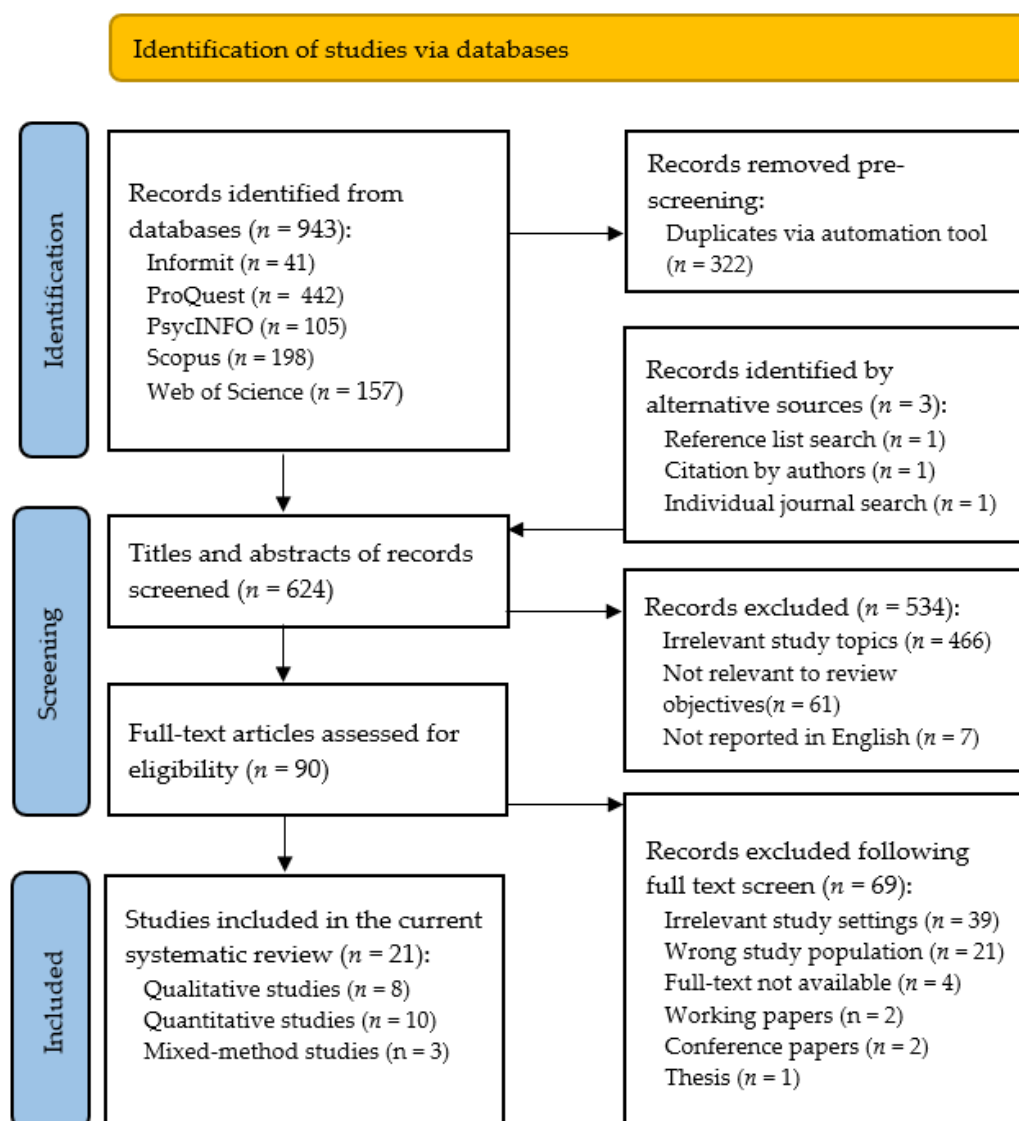 Identification of studies via databases
Identification
Records identified from
databases (n = 943):
Informit (n = 41)
ProQuest (n =  442)
PsycINFO (n = 105)
Scopus (n = 198)
Web of Science (n = 157)
Records removed pre-
screening:
Duplicates via automation tool
(n = 322)
Records identified by
alternative sources (n = 3):
Reference list search (n = 1)
Citation by authors (n = 1)
Individual journal search (n = 1)
Screening
Titles and abstracts of records
screened (n = 624)
Records excluded (n = 534):
Irrelevant study topics (n = 466)
Not relevant to review
objectives(n = 61)
Not reported in English (n = 7)
Full-text articles assessed for
eligibility (n = 90)
Records excluded following
full text screen (n = 69):
Irrelevant study settings (n = 39)
Wrong study population (n = 21)
Full-text not available (n = 4)
Working papers (n = 2)
Conference papers (n = 2)
Thesis (n = 1)
Included
Studies included in the current
systematic review (n = 21):
Qualitative studies (n = 8)
Quantitative studies (n = 10)
Mixed-method studies (n = 3)